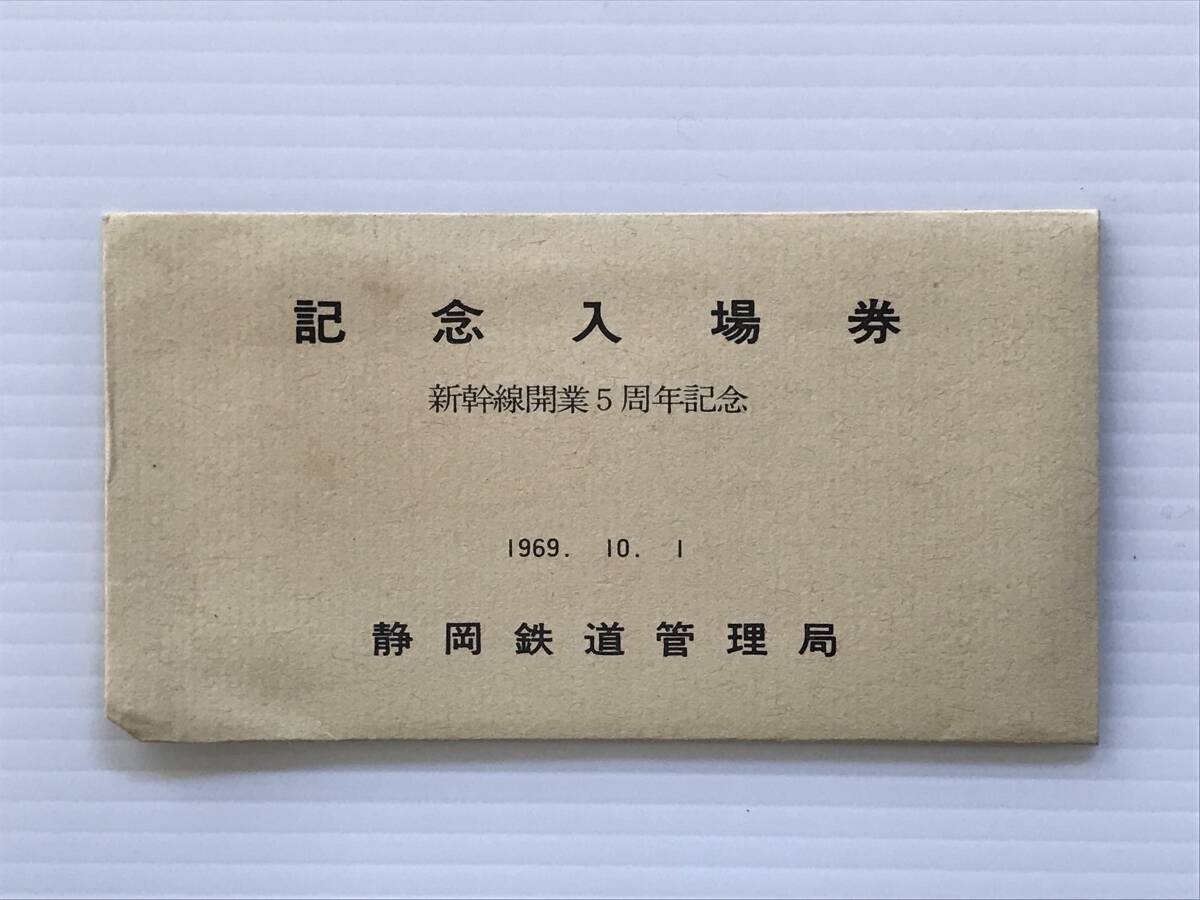 記念入場券
新幹線開業5周年記念
1969. 10. 1
静岡鉄道管理局